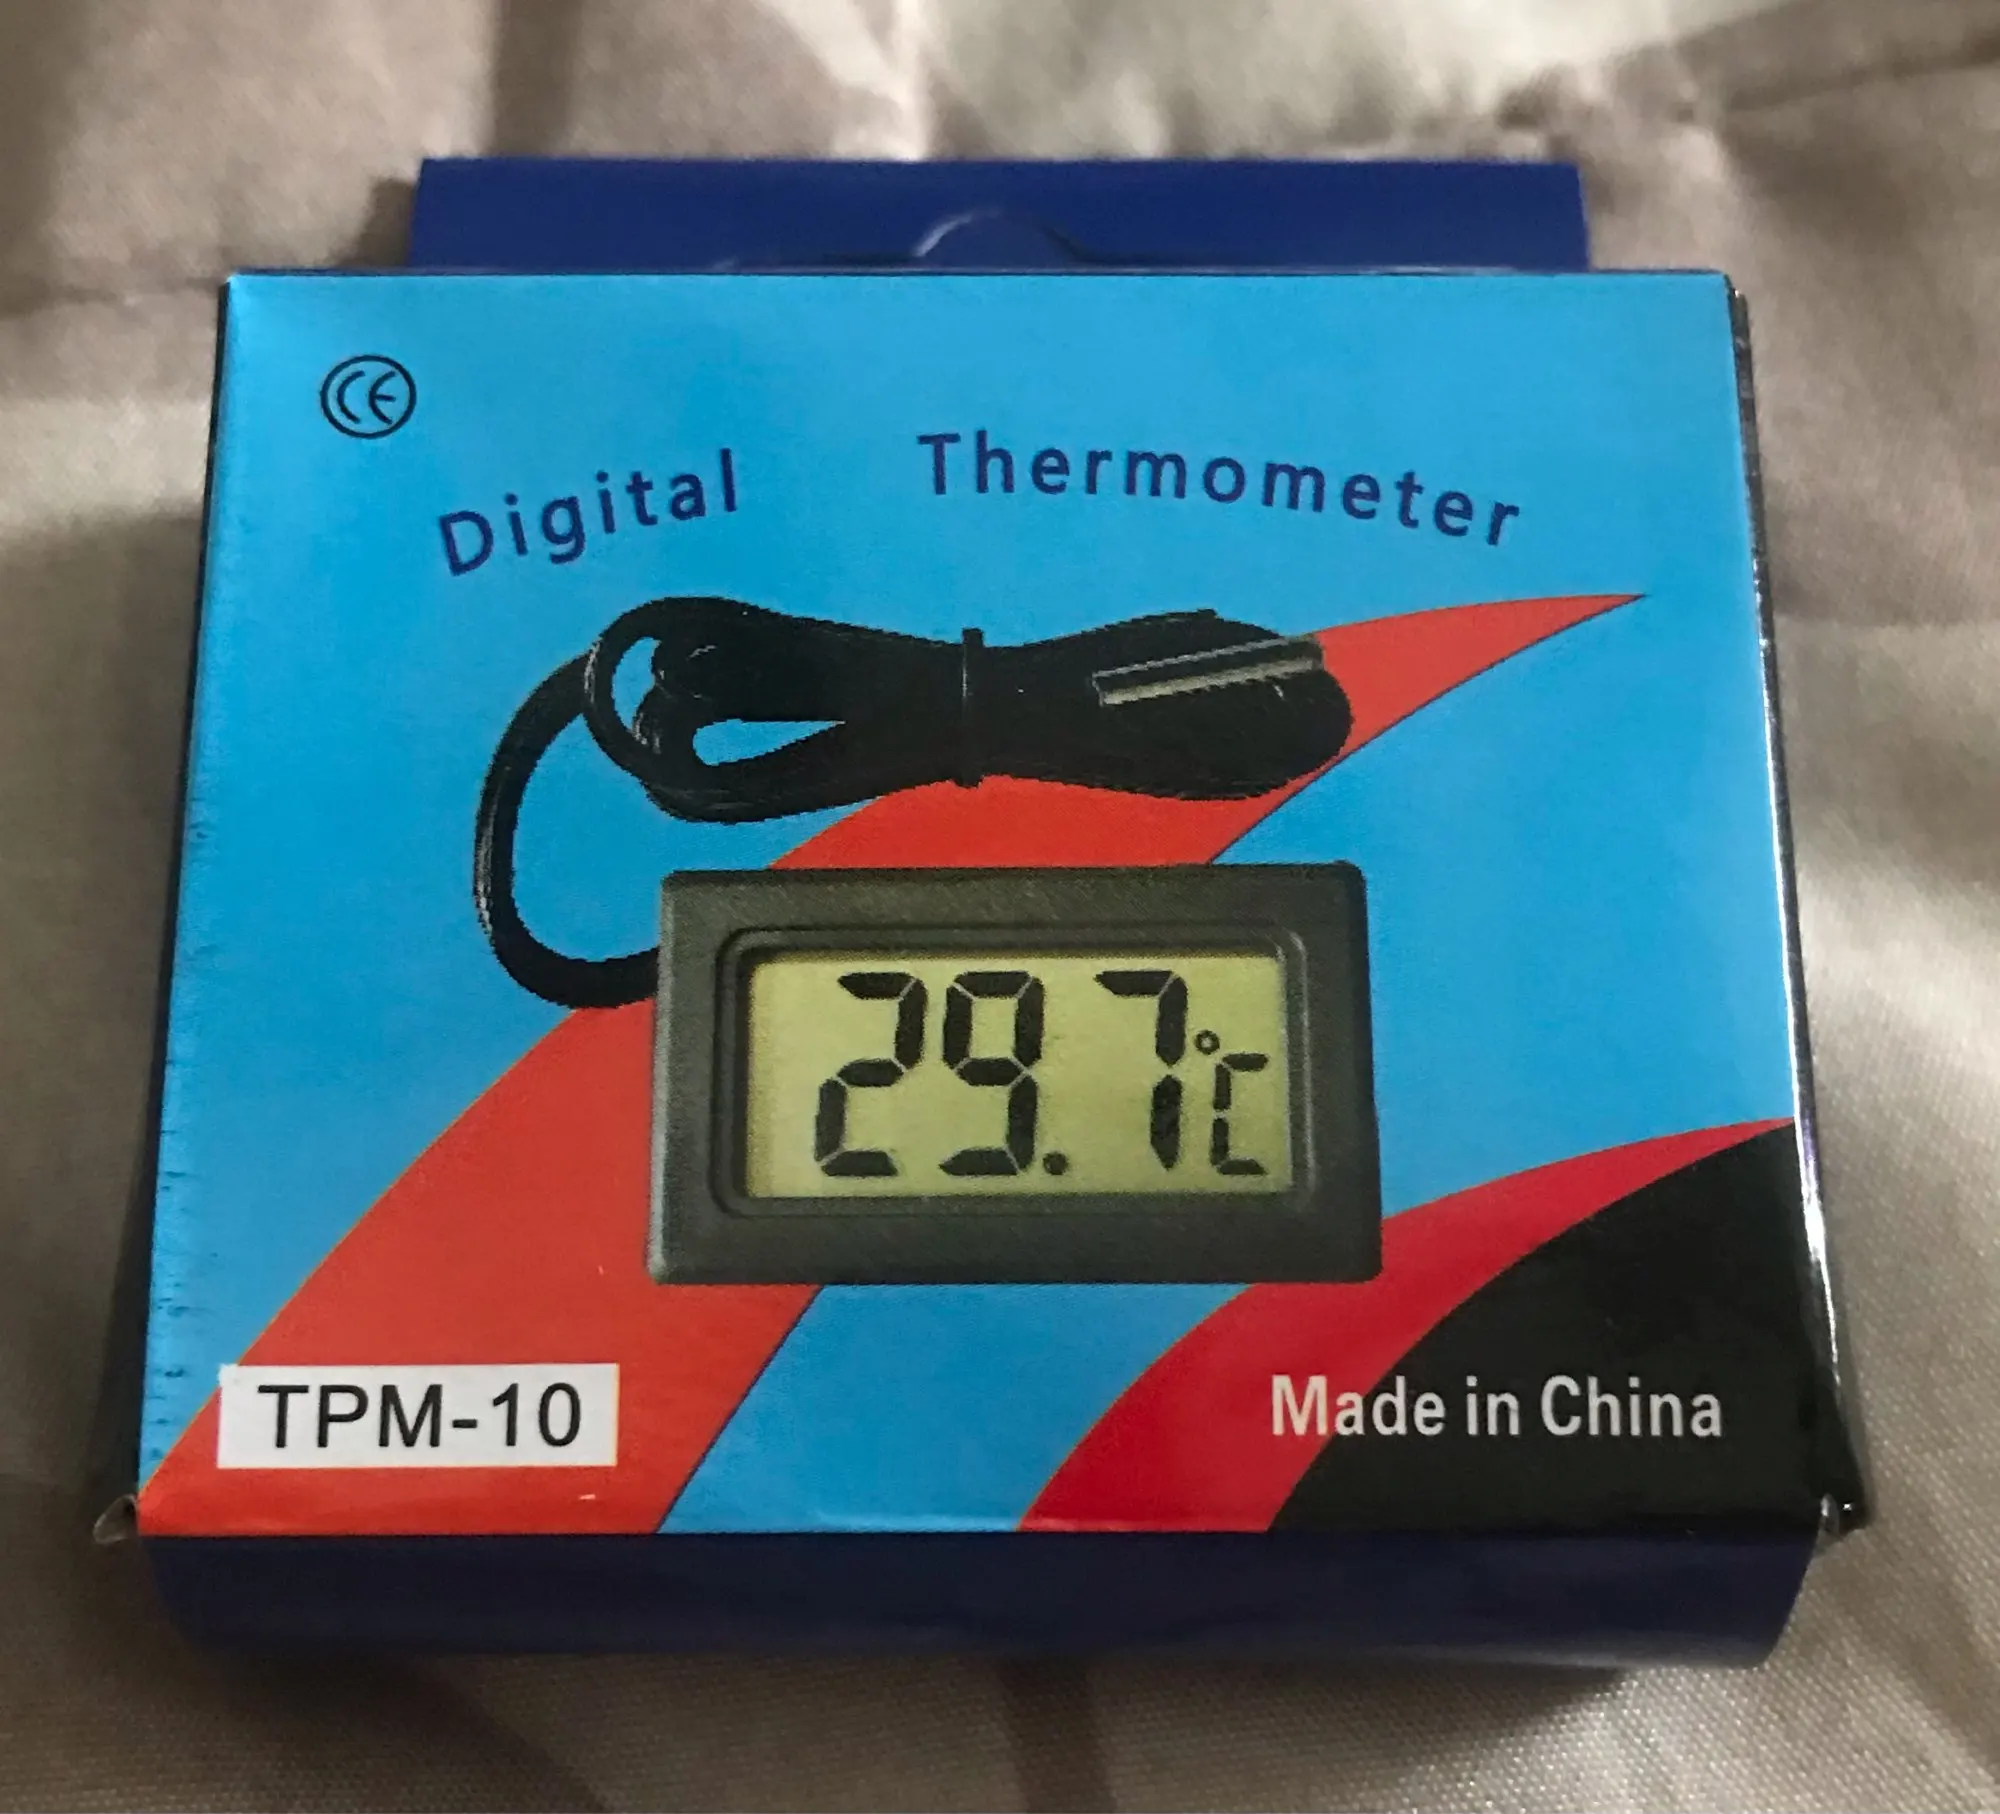 CE
Digital Thermometer
29.7°C
TPM-10
Made in China